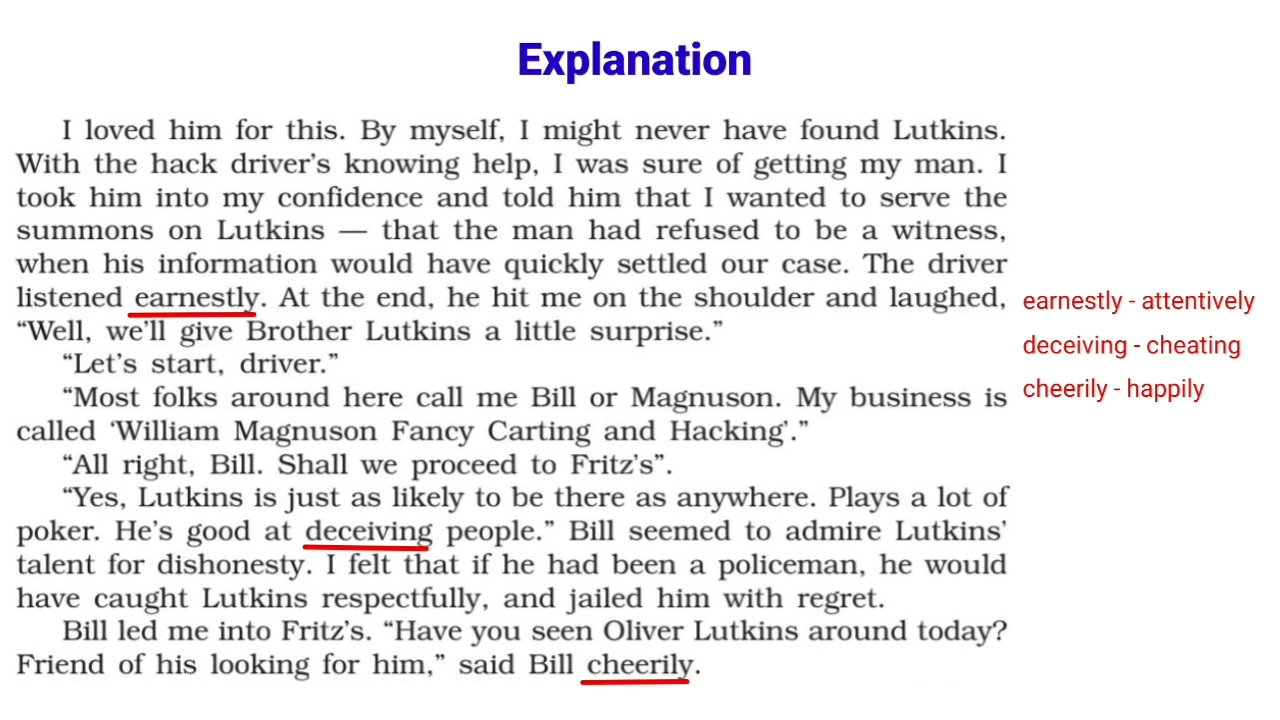 Explanation
I loved him for this. By myself, I might never have found Lutkins.
With the hack driver's knowing help, I was sure of getting my man. I
took him into my confidence and told him that I wanted to serve the
summons on Lutkins — that the man had refused to be a witness,
when his information would have quickly settled our case. The driver
listened earnestly. At the end, he hit me on the shoulder and laughed,
“Well, we'll give Brother Lutkins a little surprise.”
“Let's start, driver.”
“Most folks around here call me Bill or Magnuson. My business is
called ‘William Magnuson Fancy Carting and Hacking’.”
“All right, Bill. Shall we proceed to Fritz's”.
“Yes, Lutkins is just as likely to be there as anywhere. Plays a lot of
poker. He's good at deceiving people.” Bill seemed to admire Lutkins'
talent for dishonesty. I felt that if he had been a policeman, he would
have caught Lutkins respectfully, and jailed him with regret.
Bill led me into Fritz's. “Have you seen Oliver Lutkins around today?
Friend of his looking for him,” said Bill cheerily.
earnestly - attentively
deceiving - cheating
cheerily - happily